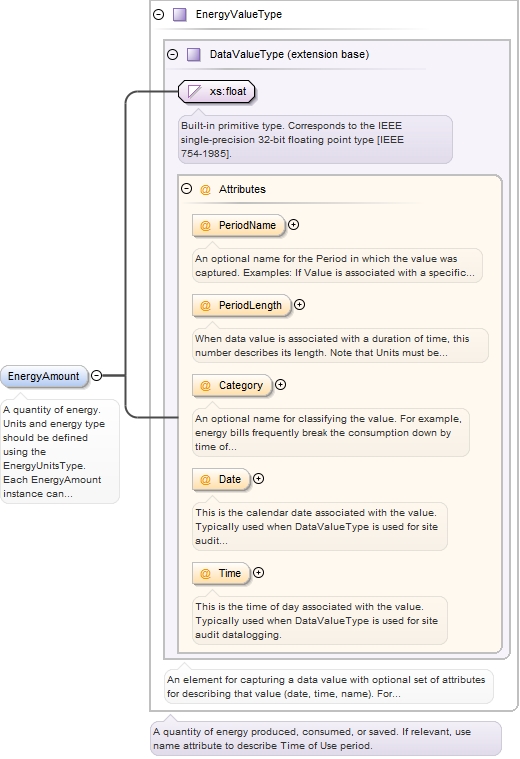 EnergyValueType
DataValueType (extension base)
xs:float
Built-in primitive type. Corresponds to the IEEE
single-precision 32-bit floating point type [IEEE
754-1985].
@ Attributes
@ PeriodName
An optional name for the Period in which the value was
captured. Examples: If Value is associated with a specific...
@ PeriodLength
When data value is associated with a duration of time, this
number describes its length. Note that Units must be...
EnergyAmount
A quantity of energy.
Units and energy type
should be defined
using the
EnergyUnitsType.
Each EnergyAmount
instance can...
@ Category
An optional name for classifying the value. For example,
energy bills frequently break the consumption down by
time of...
@ Date
This is the calendar date associated with the value.
Typically used when DataValueType is used for site
audit...
@ Time
This is the time of day associated with the value.
Typically used when DataValueType is used for site
audit datalogging.
An element for capturing a data value with optional set of attributes
for describing that value (date, time, name). For...
A quantity of energy produced, consumed, or saved. If relevant, use
name attribute to describe Time of Use period.